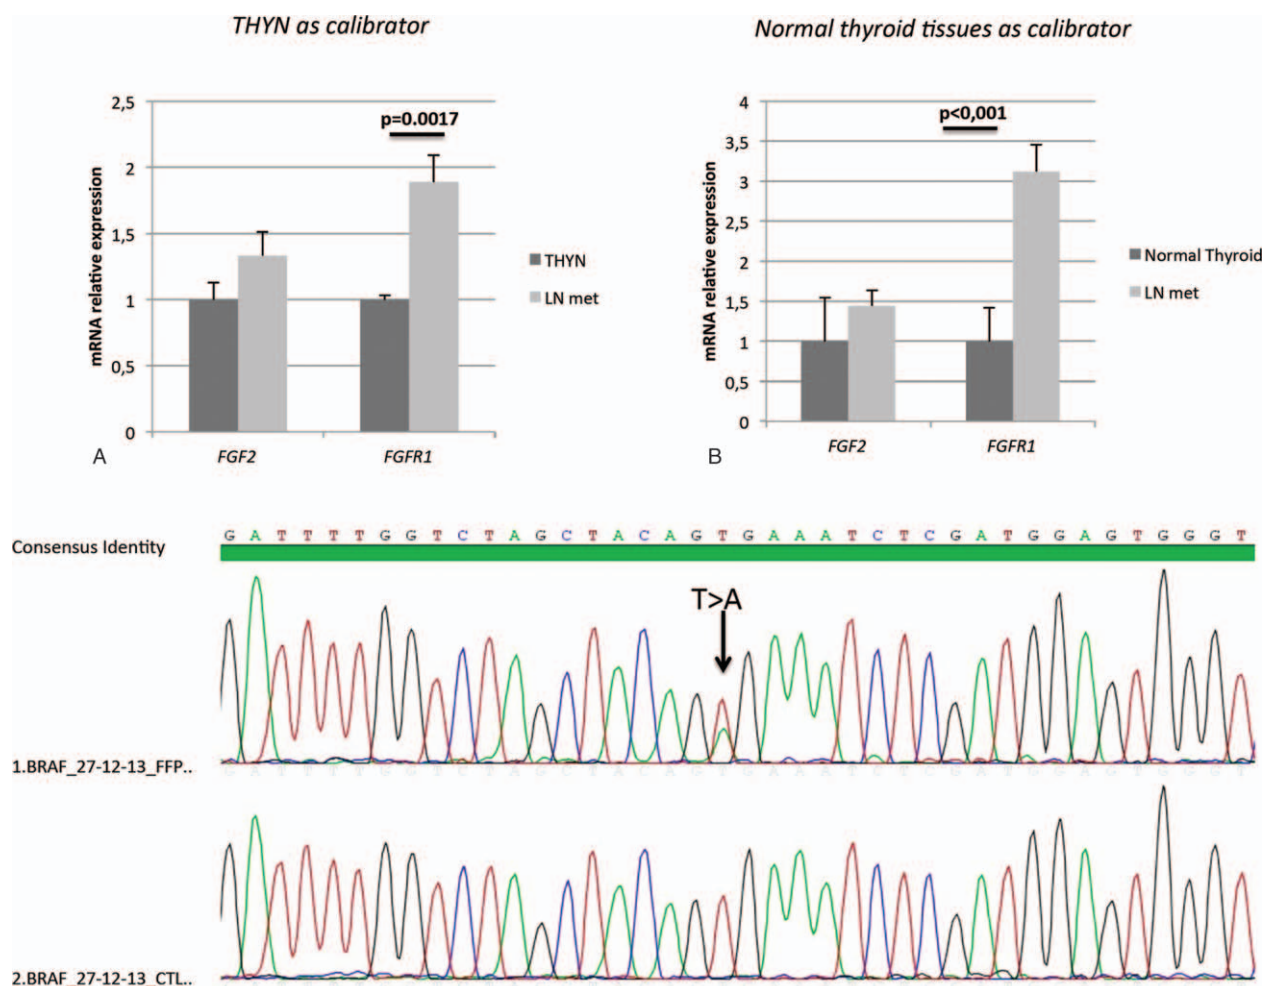 THYN as calibrator
Normal thyroid tissues as calibrator
2,5
2
1,5
1
0,5
0
mRNA relative expression
p=0.0017
THYN
LN met
FGF2
FGFR1
A
4
3,5
3
2,5
2
1,5
1
0,5
0
mRNA relative expression
p<0,001
Normal Thyroid
LN met
FGF2
FGFR1
B
G A T T T T G G T C T A G C T A C A G T G A A A T C T C G A T G G A G T G G G T
Consensus Identity
T>A
1.BRAF_27-12-13_FFP..
2.BRAF_27-12-13_CTL..